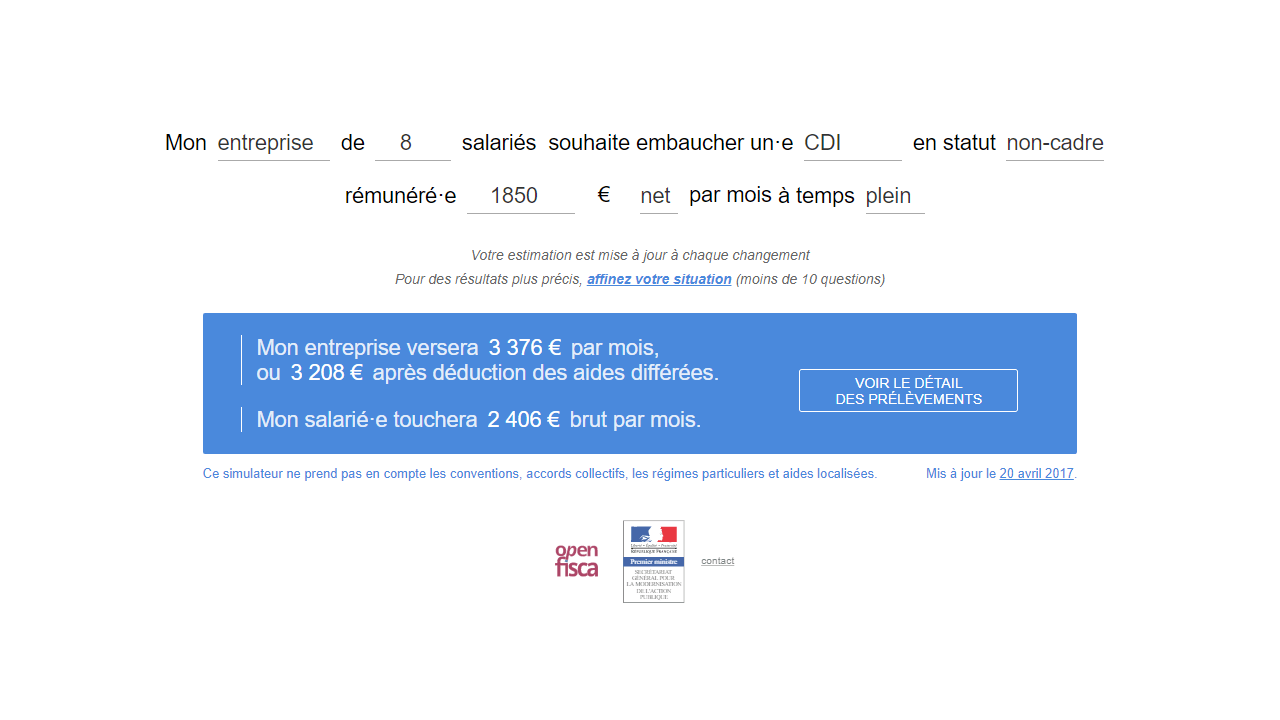 Mon entreprise de 8 salariés souhaite embaucher un·e CDI en statut non-cadre
rémunéré·e 1850 € net par mois à temps plein
Votre estimation est mise à jour à chaque changement
Pour des résultats plus précis, affinez votre situation (moins de 10 questions)
Mon entreprise versera 3 376 € par mois,
ou 3 208 € après déduction des aides différées.
VOIR LE DÉTAIL
DES PRÉLÈVEMENTS
Mon salarié·e touchera 2 406 € brut par mois.
Ce simulateur ne prend pas en compte les conventions, accords collectifs, les régimes particuliers et aides localisées. Mis à jour le 20 avril 2017.
open
fisca
Liberté • Égalité • Fraternité
RÉPUBLIQUE FRANÇAISE
Premier ministre
SECRÉTARIAT
GÉNÉRAL POUR
LA MODERNISATION
DE L'ACTION
PUBLIQUE
contact